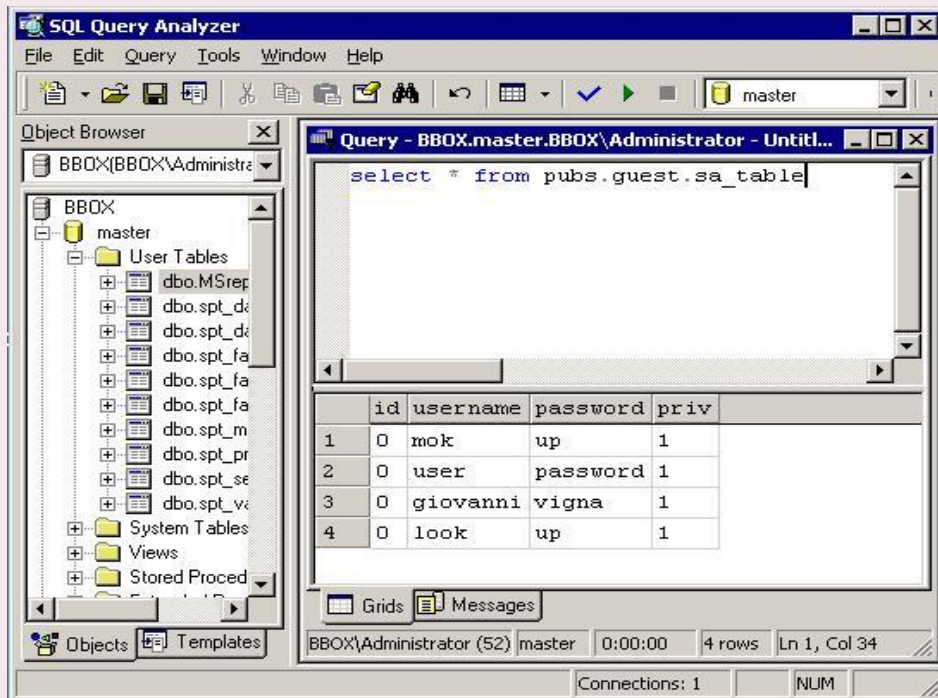 SQL Query Analyzer
File Edit Query Tools Window Help
master
Object Browser
BBOX(BBOX\Administra
BBOX
master
User Tables
dbo.MSrep
dbo.spt_da
dbo.spt_da
dbo.spt_fa
dbo.spt_fa
dbo.spt_fa
dbo.spt_m
dbo.spt_pr
dbo.spt_se
dbo.spt_va
System Tables
Views
Stored Proced
Objects Templates
Query - BBOX.master.BBOX\Administrator - Untitl...
select * from pubs.guest.sa_table
id username password priv
1 0 mok up 1
2 0 user password 1
3 0 giovanni vigna 1
4 0 look up 1
Grids Messages
BBOX\Administrator (52) master 0:00:00 4 rows Ln 1, Col 34
Connections: 1 NUM